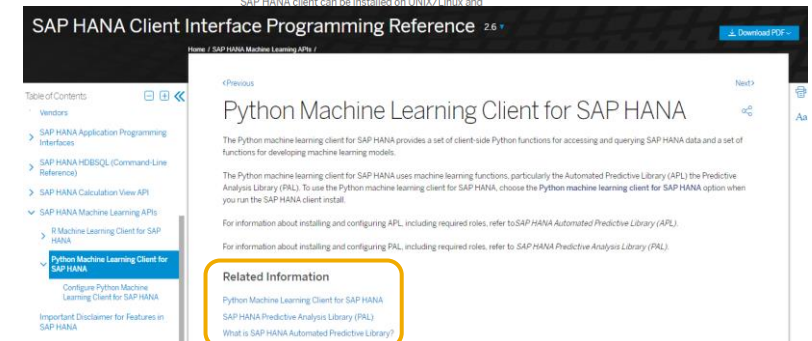 SAP HANA client can be installed on UNIX/Linux and
SAP HANA Client Interface Programming Reference 2.6
Download PDF
Home / SAP HANA Machine Learning APIs /
Table of Contents
Vendors
SAP HANA Application Programming
Interfaces
SAP HANA HDBSQL (Command-Line
Reference)
SAP HANA Calculation View API
SAP HANA Machine Learning APIs
R Machine Learning Client for SAP
HANA
Python Machine Learning Client for
SAP HANA
Configure Python Machine
Learning Client for SAP HANA
Important Disclaimer for Features in
SAP HANA
<Previous
Next>
Aa
Python Machine Learning Client for SAP HANA
The Python machine learning client for SAP HANA provides a set of client-side Python functions for accessing and querying SAP HANA data and a set of
functions for developing machine learning models.
The Python machine learning client for SAP HANA uses machine learning functions, particularly the Automated Predictive Library (APL) the Predictive
Analysis Library (PAL). To use the Python machine learning client for SAP HANA, choose the Python machine learning client for SAP HANA option when
you run the SAP HANA client install.
For information about installing and configuring APL, including required roles, refer toSAP HANA Automated Predictive Library (APL).
For information about installing and configuring PAL, including required roles, refer to SAP HANA Predictive Analysis Library (PAL).
Related Information
Python Machine Learning Client for SAP HANA
SAP HANA Predictive Analysis Library (PAL)
What is SAP HANA Automated Predictive Library?